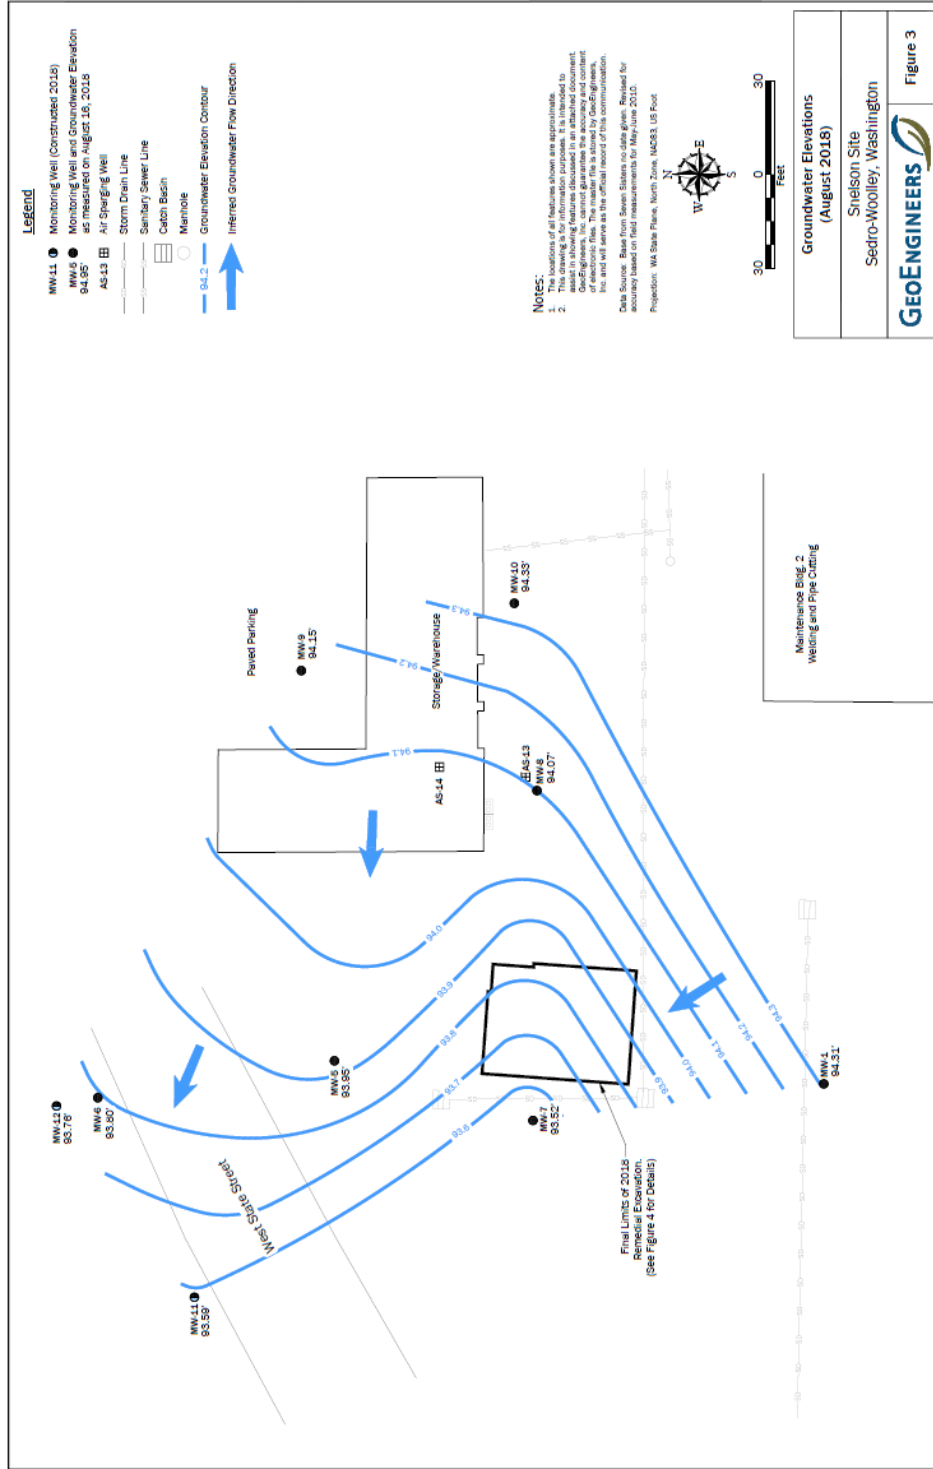 Legend
MW-11 Monitoring Well (Constructed 2018)
MW-5 Monitoring Well and Groundwater Elevation
94.95' as measured on August 16, 2018
AS-13 Air Sparging Well
Storm Drain Line
Sanitary Sewer Line
Catch Basin
Manhole
94.2 Groundwater Elevation Contour
Inferred Groundwater Flow Direction
MW-12
93.76'
MW-6
93.80'
MW-11
93.59'
West State Street
MW-5
93.95'
MW-7
93.52'
Final Limits of 2018
Remedial Excavation.
(See Figure 4 for Details)
MW-1
94.31'
Paved Parking
MW-9
94.15'
Storage/Warehouse
AS-14
AS-13
MW-8
94.07'
MW-10
94.33'
94.3
94.2
94.1
94.0
93.9
93.8
93.7
93.6
93.9
94.0
94.1
94.2
94.3
Maintenance Bldg. 2
Welding and Pipe Cutting
Notes:
1. The locations of all features shown are approximate.
2. This drawing is for information purposes. It is intended to
assist in showing features discussed in an attached document.
GeoEngineers, Inc. cannot guarantee the accuracy and content
of electronic files. The master file is stored by GeoEngineers,
Inc. and will serve as the official record of this communication.
Data Source: Base from Seven Sisters no date given. Revised for
accuracy based on field measurements for May-June 2010.
Projection: WA State Plane, North Zone, NAD83, US Foot
N
W E
S
30 0 30
Feet
Groundwater Elevations
(August 2018)
Snelson Site
Sedro-Woolley, Washington
GEOENGINEERS
Figure 3